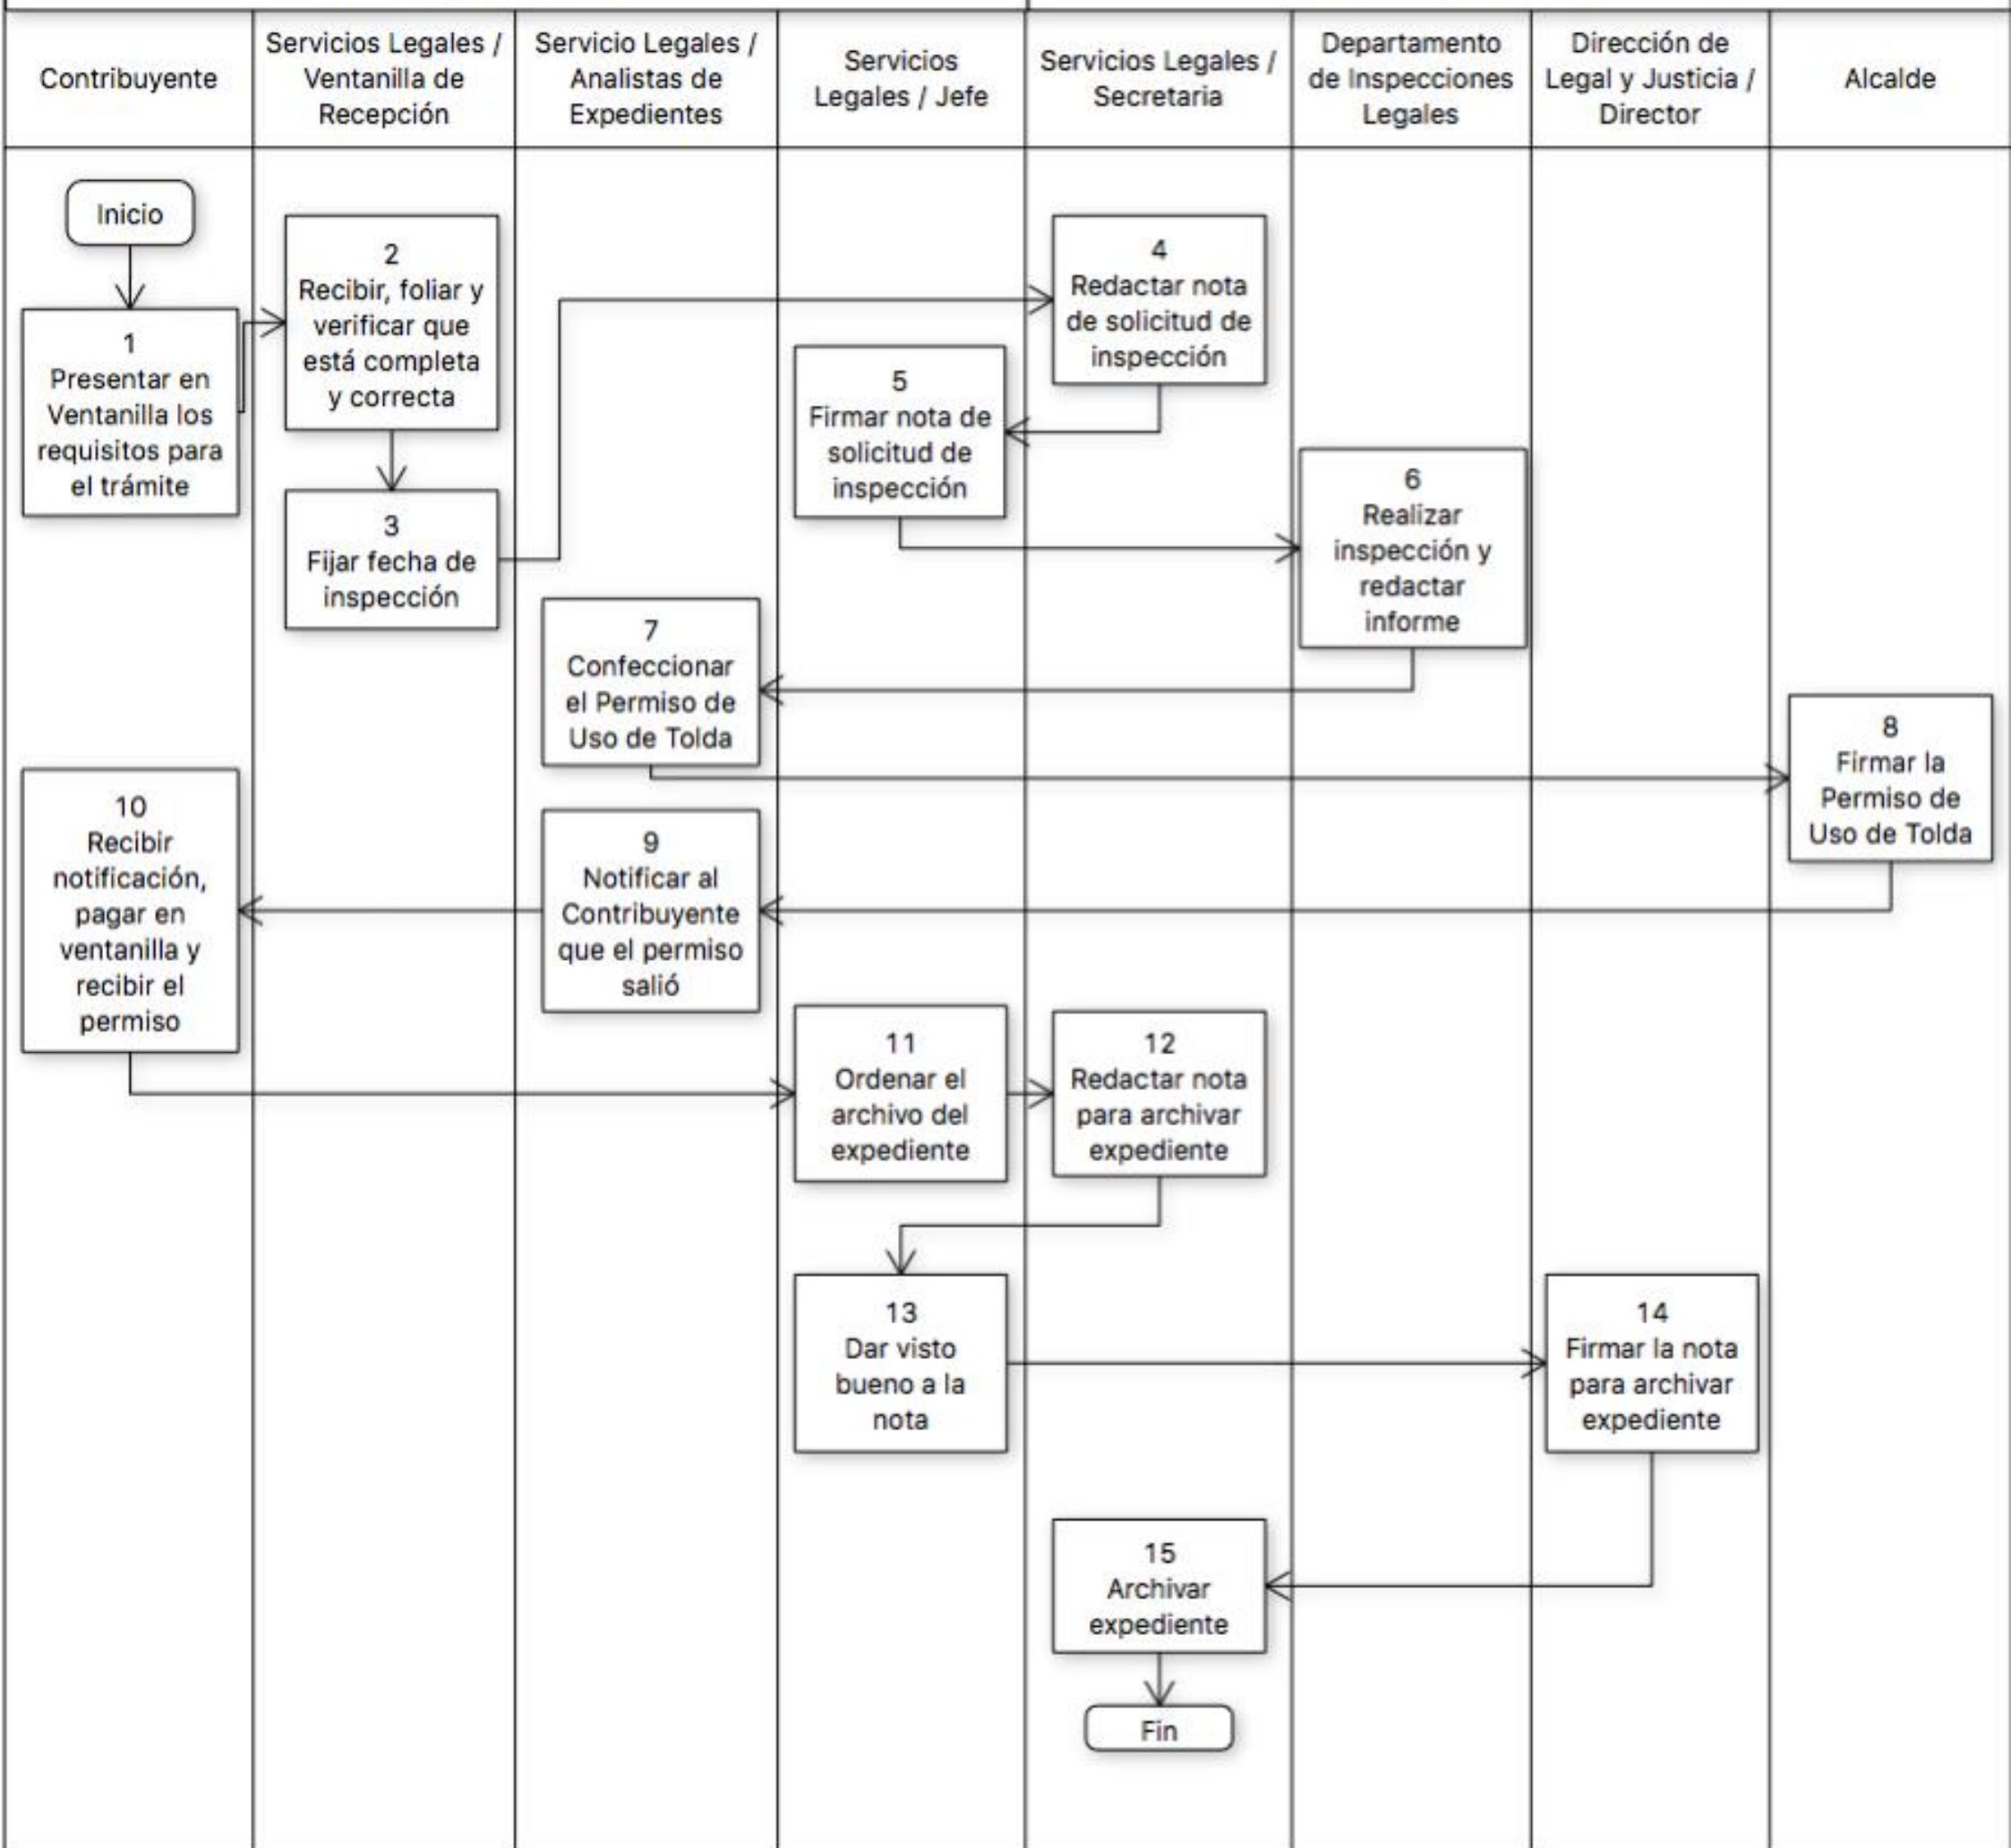 Contribuyente
Servicios Legales /
Ventanilla de
Recepción
Servicio Legales /
Analistas de
Expedientes
Servicios
Legales / Jefe
Servicios Legales /
Secretaria
Departamento
de Inspecciones
Legales
Dirección de
Legal y Justicia /
Director
Alcalde
Inicio
1
Presentar en
Ventanilla los
requisitos para
el trámite
2
Recibir, foliar y
verificar que
está completa
y correcta
3
Fijar fecha de
inspección
4
Redactar nota
de solicitud de
inspección
5
Firmar nota de
solicitud de
inspección
6
Realizar
inspección y
redactar
informe
7
Confeccionar
el Permiso de
Uso de Tolda
8
Firmar la
Permiso de
Uso de Tolda
9
Notificar al
Contribuyente
que el permiso
salió
10
Recibir
notificación,
pagar en
ventanilla y
recibir el
permiso
11
Ordenar el
archivo del
expediente
12
Redactar nota
para archivar
expediente
13
Dar visto
bueno a la
nota
14
Firmar la nota
para archivar
expediente
15
Archivar
expediente
Fin